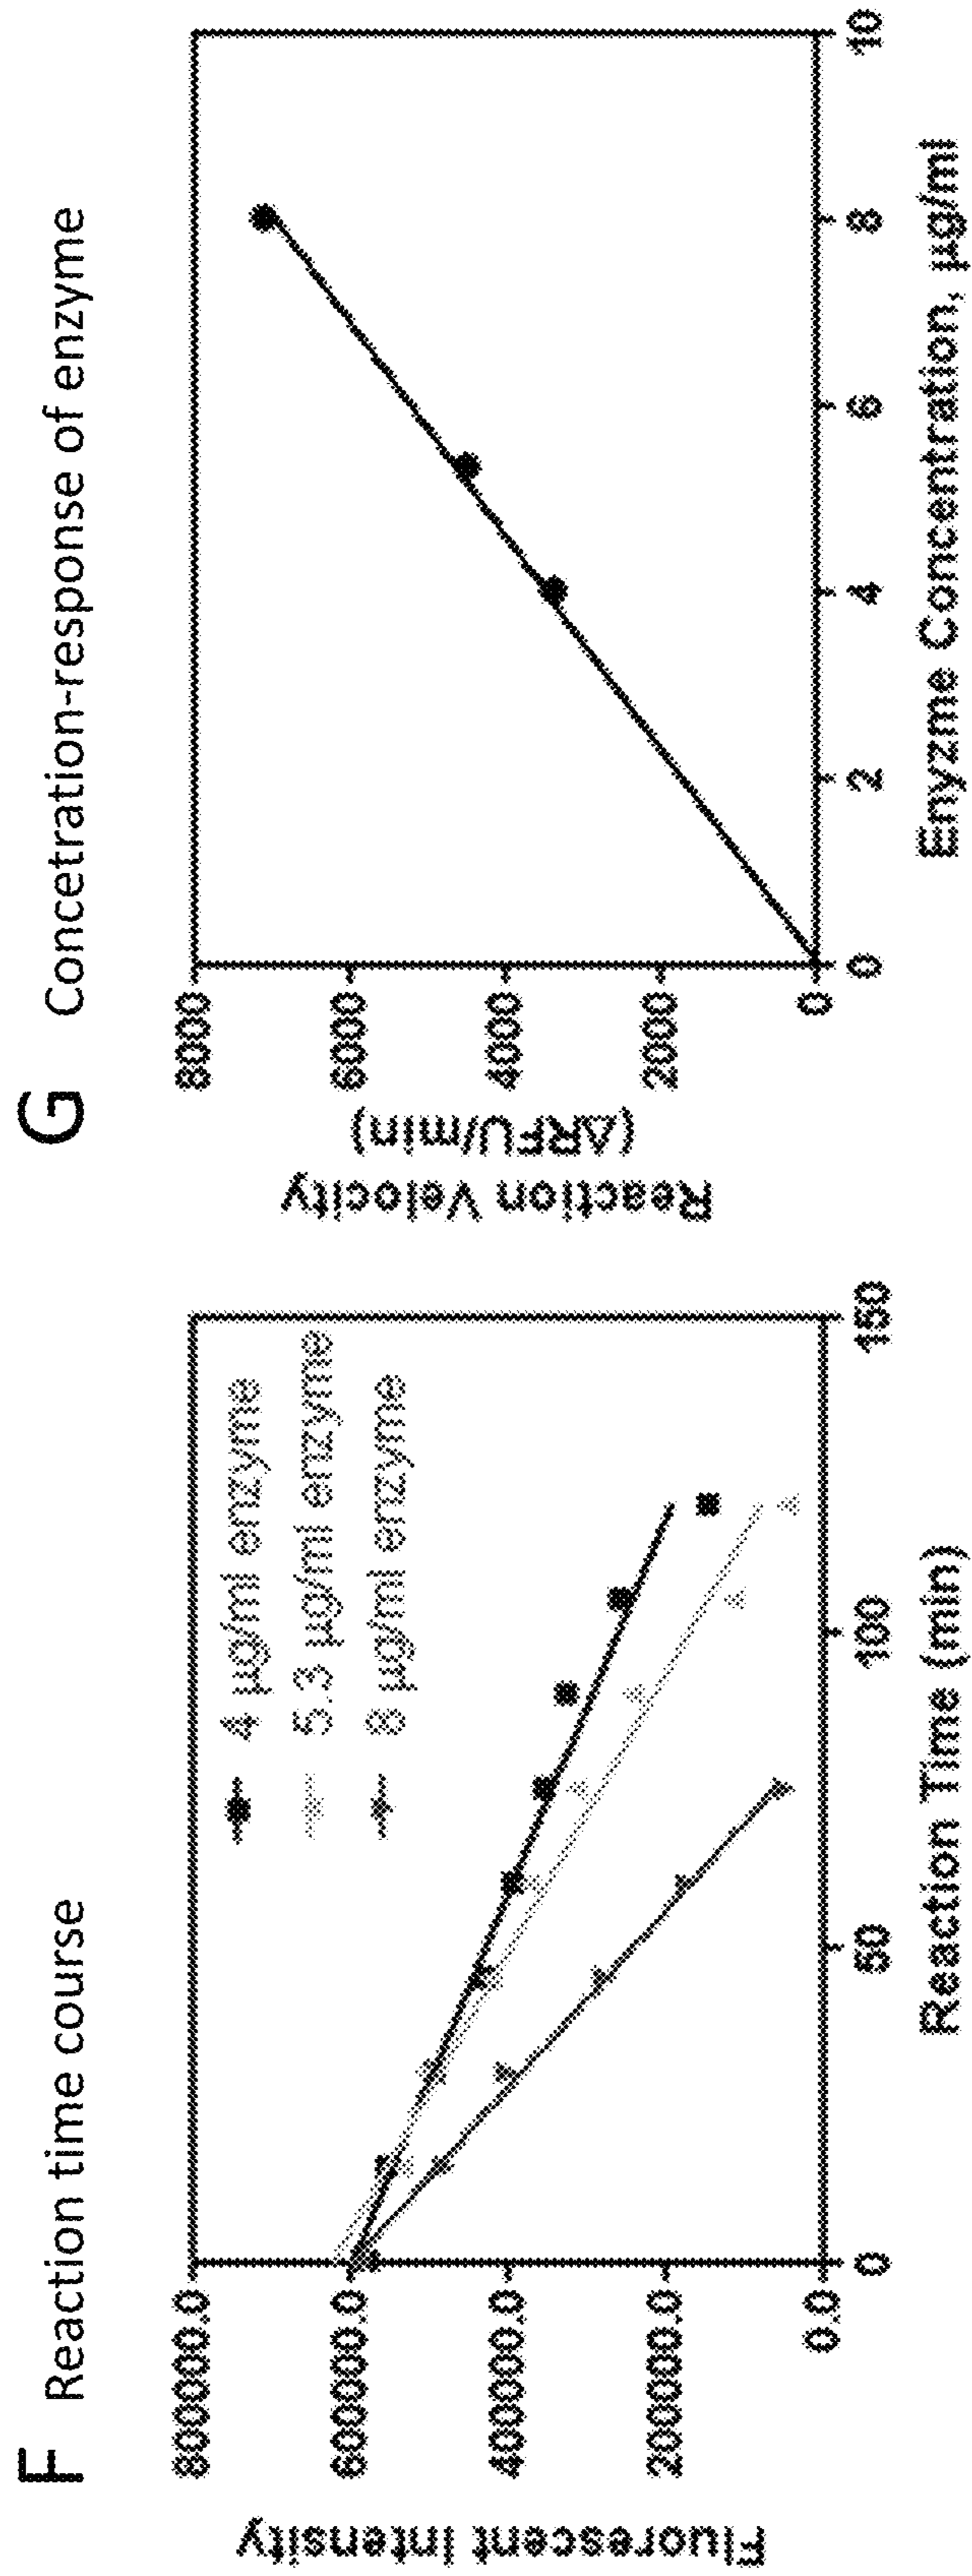 F Reaction time course
Fluorescent Intensity
800000.0
600000.0
400000.0
200000.0
0.0
4 µg/ml enzyme
5.3 µg/ml enzyme
8 µg/ml enzyme
0
50
100
150
Reaction Time (min)
G Concetration-response of enzyme
Reaction Velocity
(ΔRFU/min)
8000
6000
4000
2000
0
0
2
4
6
8
10
Enyzme Concentration, µg/ml